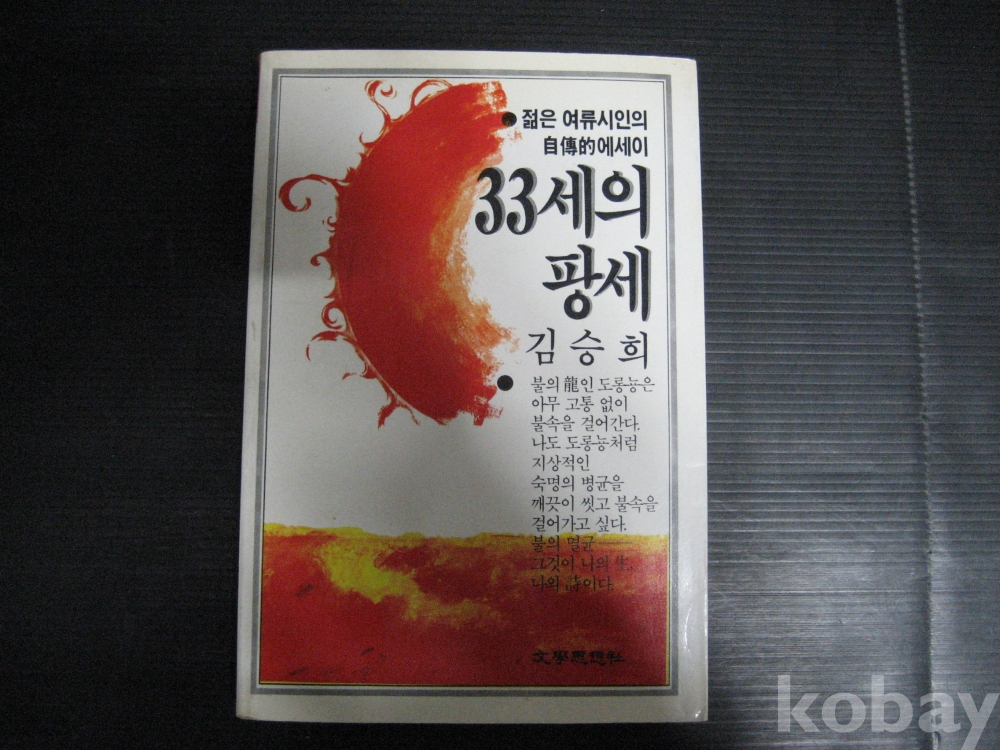 젊은 여류시인의
自傳的에세이
33세의
팡세
김승희
불의 龍인 도롱뇽은
아무 고통 없이
불속을 걸어간다.
나도 도롱뇽처럼
지상적인
숙명의 병균을
깨끗이 씻고 불속을
걸어가고 싶다.
불의 멸균──
그것이 나의 生,
나의 詩이다.
文學思想社
kobay